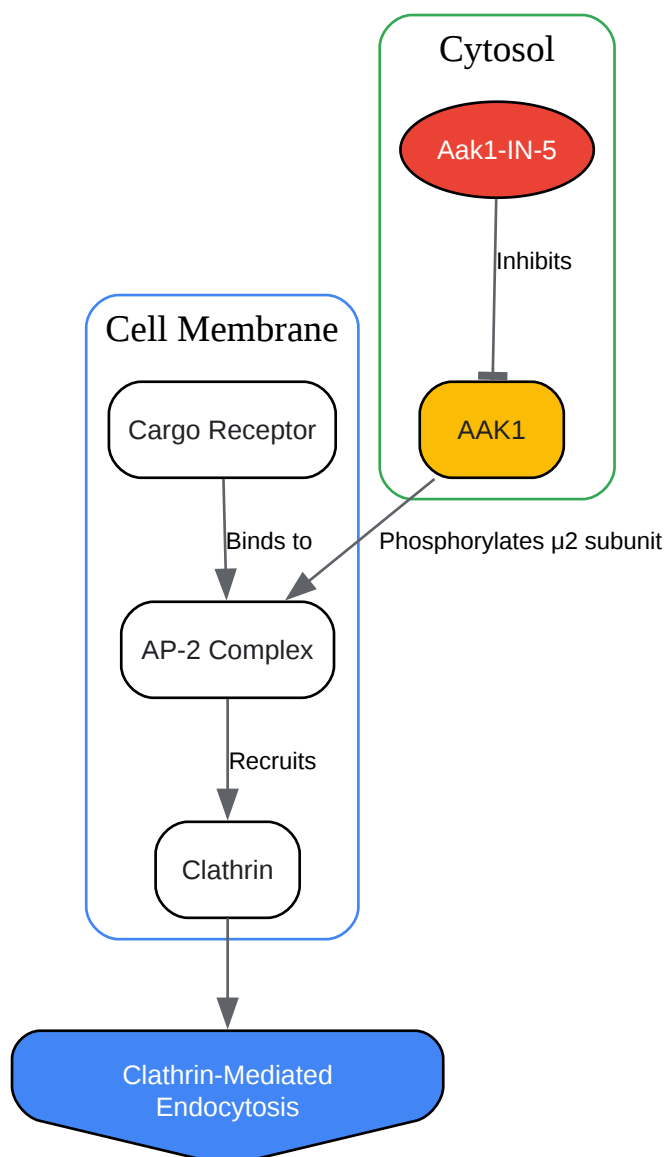 Cytosol
Aak1-IN-5
Inhibits
Cell Membrane
Cargo Receptor
AAK1
Binds to
Phosphorylates μ2 subunit
AP-2 Complex
Recruits
Clathrin
Clathrin-Mediated
Endocytosis